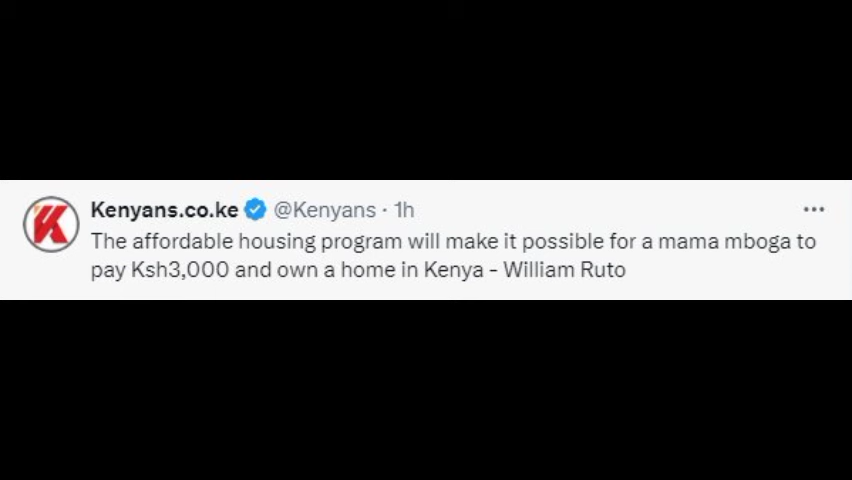 Kenyans.co.ke @Kenyans · 1h
The affordable housing program will make it possible for a mama mboga to
pay Ksh3,000 and own a home in Kenya - William Ruto